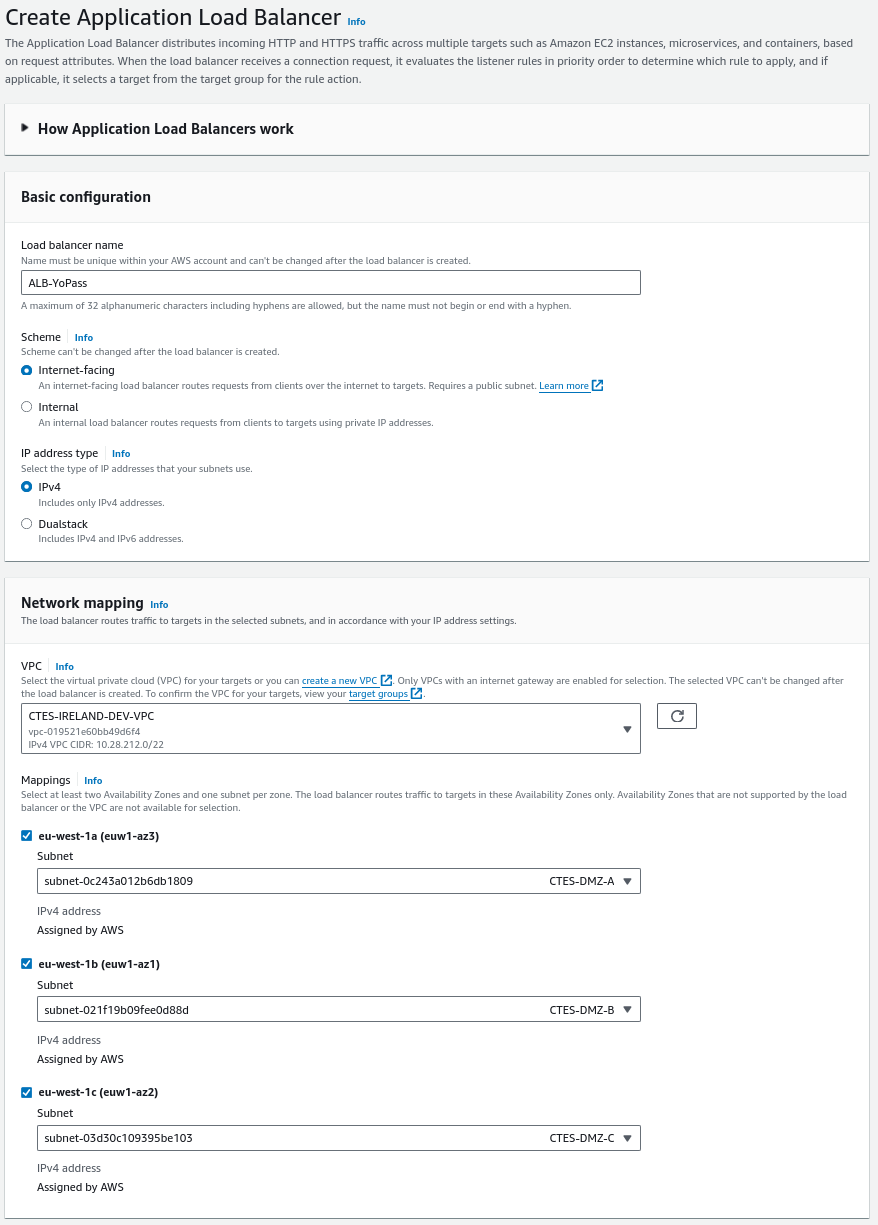 Create Application Load Balancer Info
The Application Load Balancer distributes incoming HTTP and HTTPS traffic across multiple targets such as Amazon EC2 instances, microservices, and containers, based
on request attributes. When the load balancer receives a connection request, it evaluates the listener rules in priority order to determine which rule to apply, and if
applicable, it selects a target from the target group for the rule action.
How Application Load Balancers work
Basic configuration
Load balancer name
Name must be unique within your AWS account and can't be changed after the load balancer is created.
ALB-YoPass
A maximum of 32 alphanumeric characters including hyphens are allowed, but the name must not begin or end with a hyphen.
Scheme Info
Scheme can't be changed after the load balancer is created.
Internet-facing
An internet-facing load balancer routes requests from clients over the internet to targets. Requires a public subnet. Learn more
Internal
An internal load balancer routes requests from clients to targets using private IP addresses.
IP address type Info
Select the type of IP addresses that your subnets use.
IPv4
Includes only IPv4 addresses.
Dualstack
Includes IPv4 and IPv6 addresses.
Network mapping Info
The load balancer routes traffic to targets in the selected subnets, and in accordance with your IP address settings.
VPC Info
Select the virtual private cloud (VPC) for your targets or you can create a new VPC. Only VPCs with an internet gateway are enabled for selection. The selected VPC can't be changed after
the load balancer is created. To confirm the VPC for your targets, view your target groups.
CTES-IRELAND-DEV-VPC
vpc-019521e60bb49d6f4
IPv4 VPC CIDR: 10.28.212.0/22
Mappings Info
Select at least two Availability Zones and one subnet per zone. The load balancer routes traffic to targets in these Availability Zones only. Availability Zones that are not supported by the load
balancer or the VPC are not available for selection.
eu-west-1a (euw1-az3)
Subnet
subnet-0c243a012b6db1809 CTES-DMZ-A
IPv4 address
Assigned by AWS
eu-west-1b (euw1-az1)
Subnet
subnet-021f19b09fee0d88d CTES-DMZ-B
IPv4 address
Assigned by AWS
eu-west-1c (euw1-az2)
Subnet
subnet-03d30c109395be103 CTES-DMZ-C
IPv4 address
Assigned by AWS